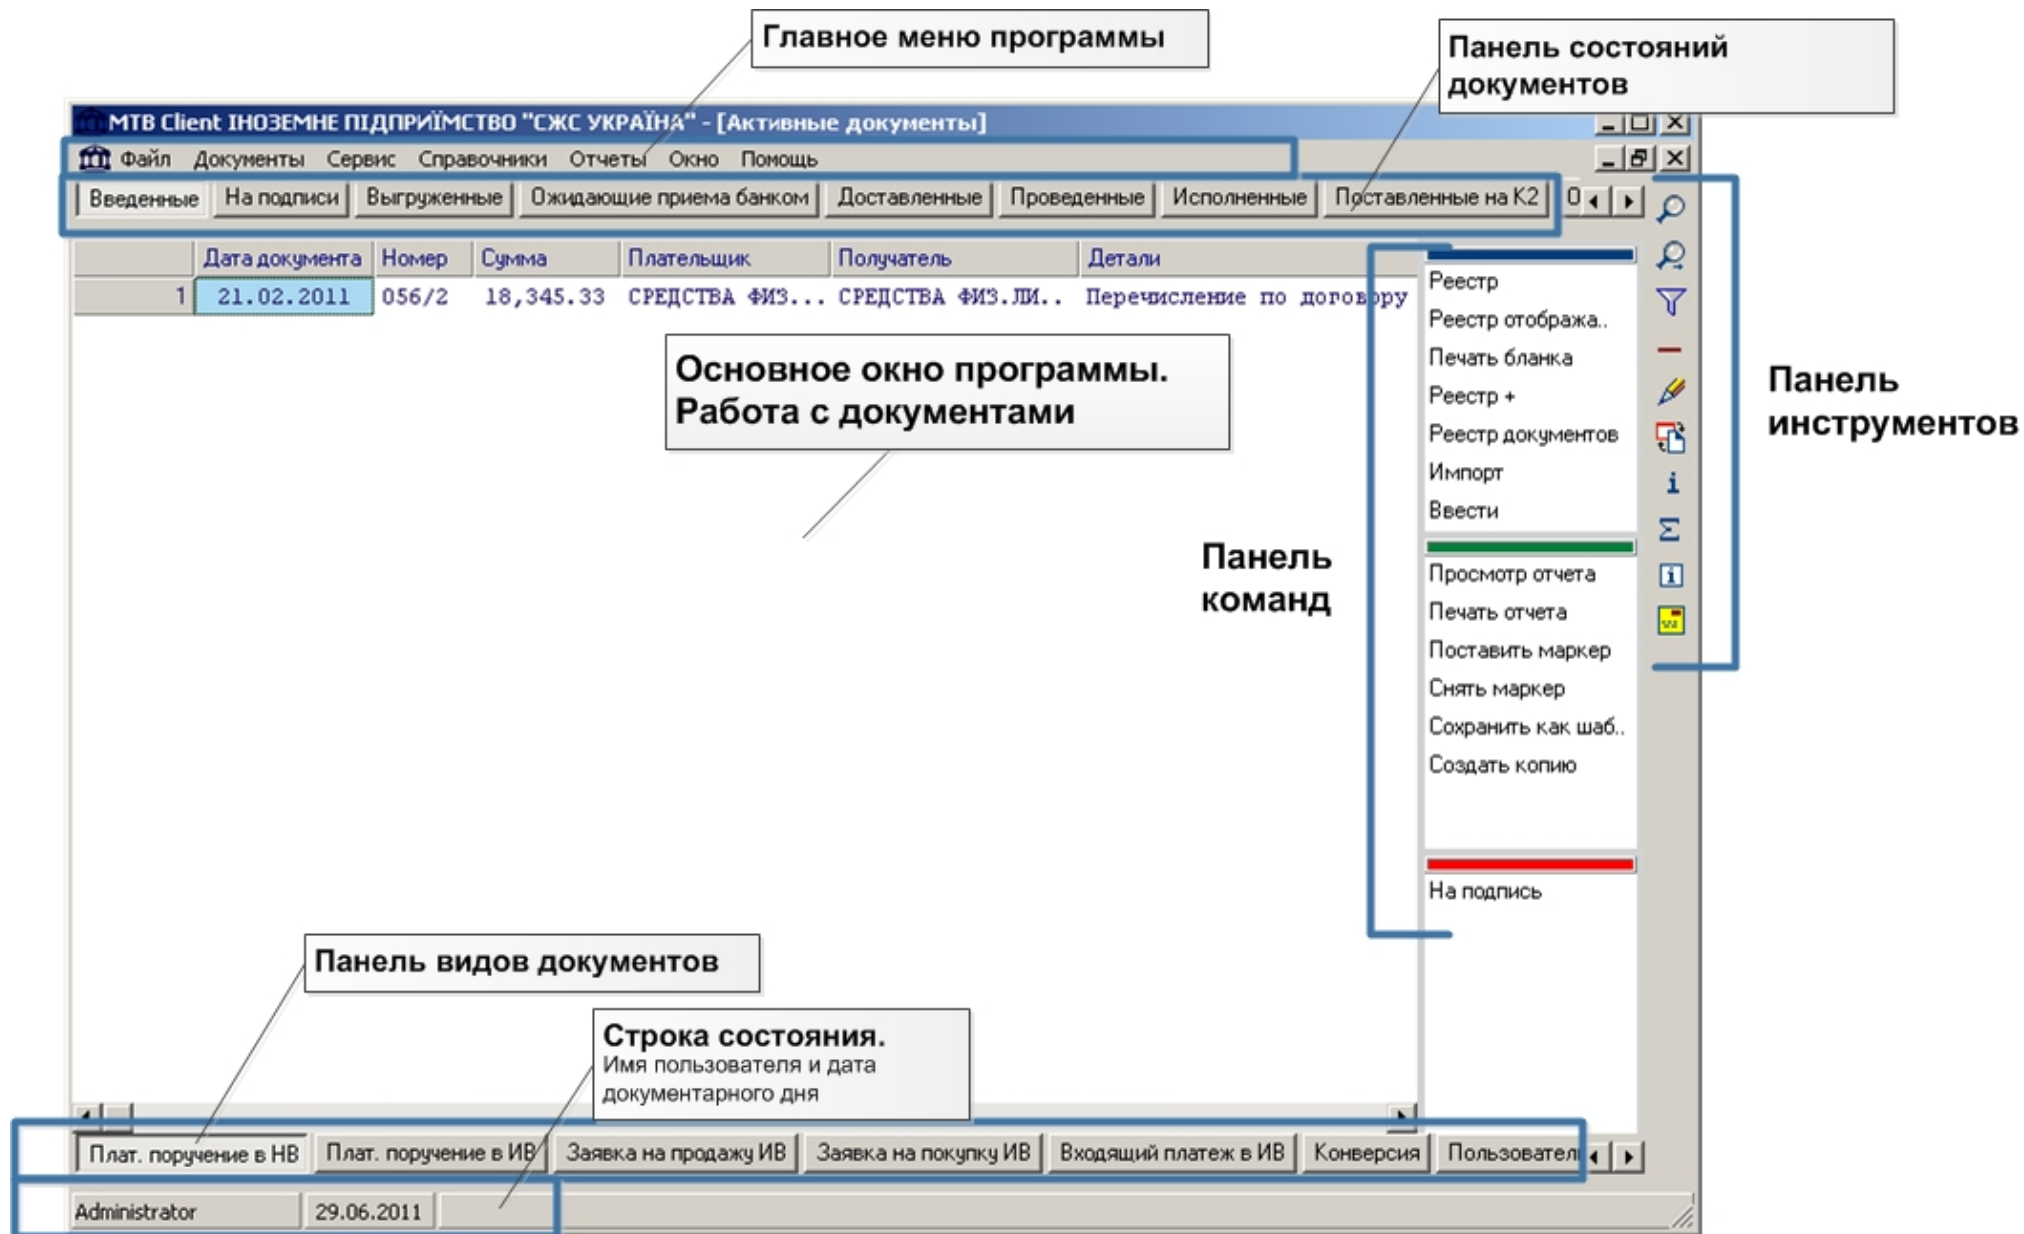 Главное меню программы
Панель состояний
документов
МТВ Client ІНОЗЕМНЕ ПІДПРИЇМСТВО "СЖС УКРАЇНА" - [Активные документы]
Файл Документы Сервис Справочники Отчеты Окно Помощь
Введенные На подписи Выгруженные Ожидающие приема банком Доставленные Проведенные Исполненные Поставленные на К2
Дата документа Номер Сумма Плательщик Получатель Детали
1 21.02.2011 056/2 18,345.33 СРЕДСТВА ФИЗ... СРЕДСТВА ФИЗ.ЛИ.. Перечисление по договору
Основное окно программы.
Работа с документами
Реестр
Реестр отобража..
Печать бланка
Реестр +
Реестр документов
Импорт
Ввести
Панель
инструментов
Панель
команд
Просмотр отчета
Печать отчета
Поставить маркер
Снять маркер
Сохранить как шаб..
Создать копию
На подпись
Панель видов документов
Строка состояния.
Имя пользователя и дата
документарного дня
Плат. поручение в НВ Плат. поручение в ИВ Заявка на продажу ИВ Заявка на покупку ИВ Входящий платеж в ИВ Конверсия Пользовател
Administrator 29.06.2011